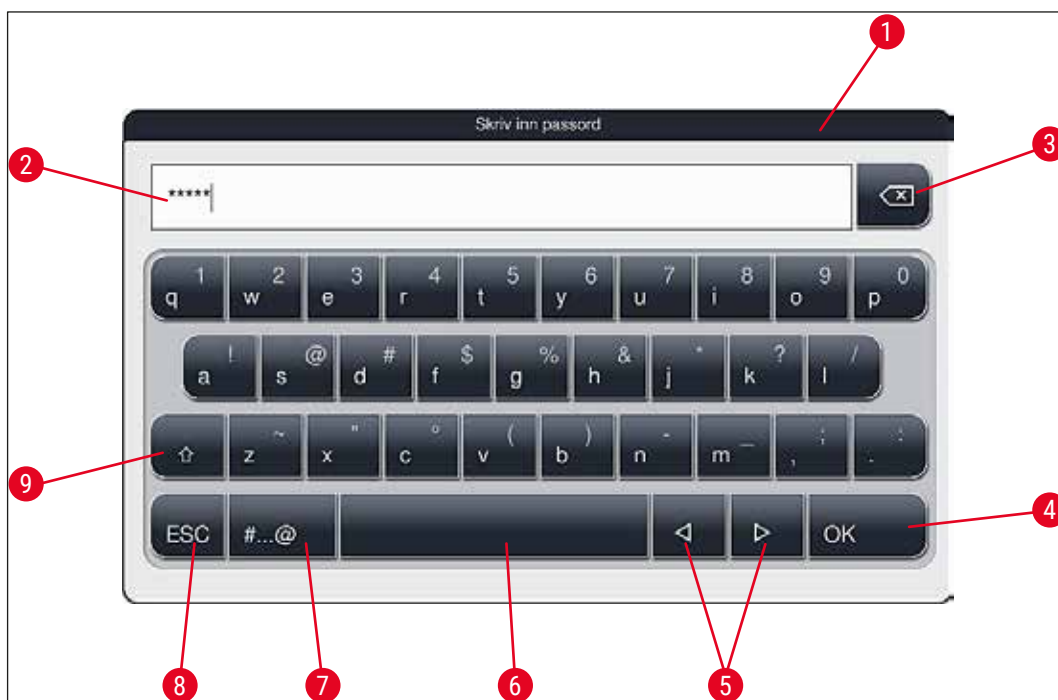 1
Skriv inn passord
2
3
*****
1 2 3 4 5 6 7 8 9 0
q w e r t y u i o p
! @ # $ % & * ? /
a s d f g h j k l
~ " ° ( ) - _ ; :
z x c v b n m , .
9
4
ESC #...@ OK
8 7 6 5